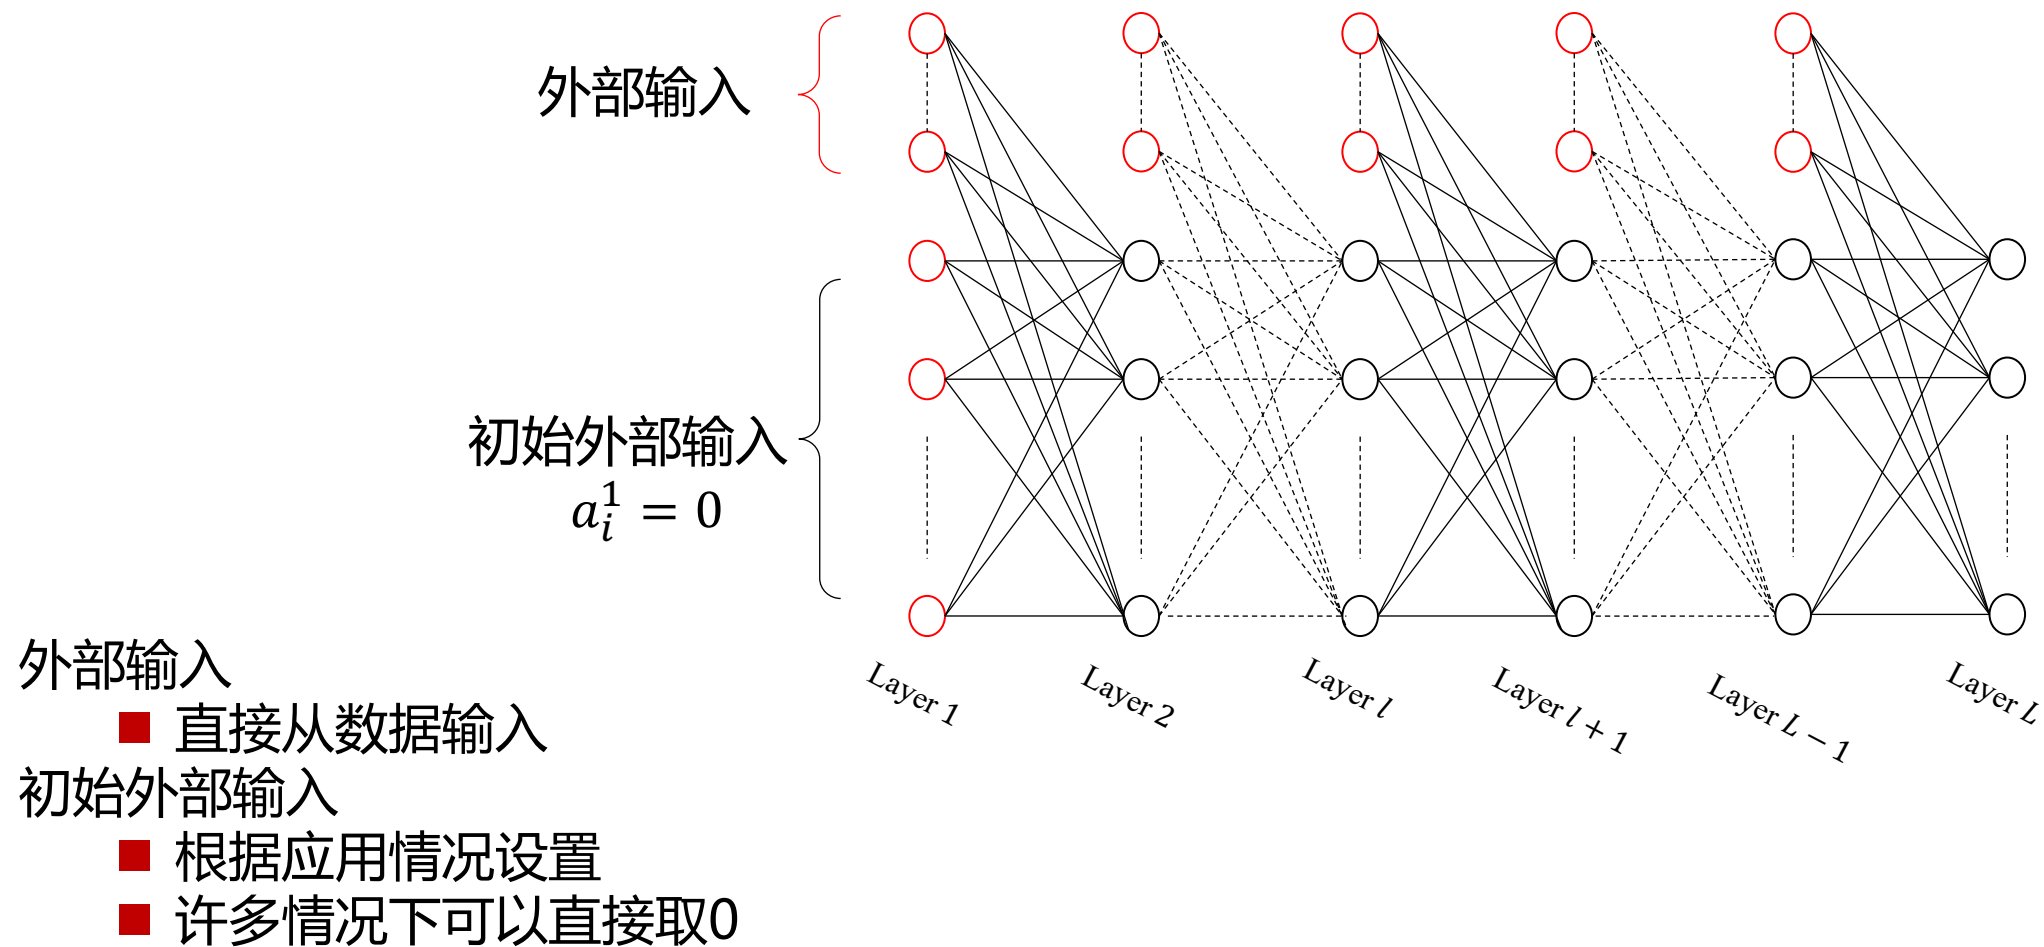 外部输入
初始外部输入
$a_i^1 = 0$
Layer 1
Layer 2
Layer $l$
Layer $l + 1$
Layer $L - 1$
Layer $L$
外部输入
■ 直接从数据输入
初始外部输入
■ 根据应用情况设置
■ 许多情况下可以直接取0